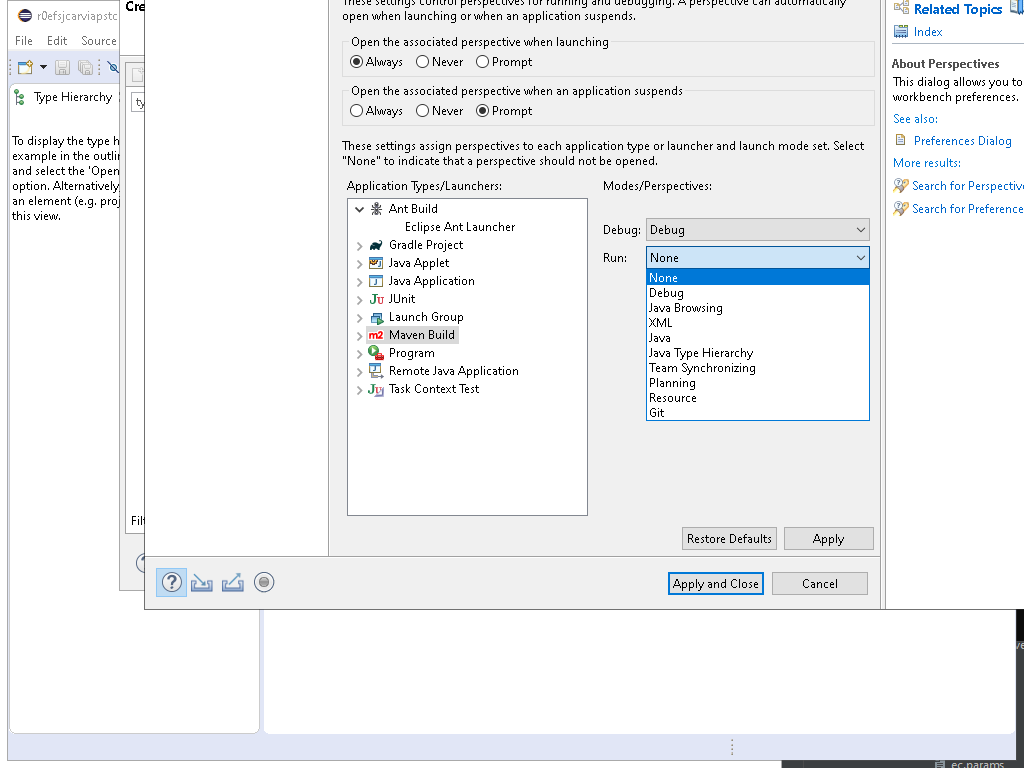 r0efsjcarviapstc
File Edit Source
Type Hierarchy
To display the type h
example in the outlin
and select the 'Open
option. Alternatively
an element (e.g. proj
this view.
Cre
ty
Filt
These settings control perspectives for running and debugging. A perspective can automatically
open when launching or when an application suspends.
Open the associated perspective when launching
Always Never Prompt
Open the associated perspective when an application suspends
Always Never Prompt
These settings assign perspectives to each application type or launcher and launch mode set. Select
"None" to indicate that a perspective should not be opened.
Application Types/Launchers:
Ant Build
Eclipse Ant Launcher
Gradle Project
Java Applet
Java Application
JUnit
Launch Group
Maven Build
Program
Remote Java Application
Task Context Test
Modes/Perspectives:
Debug: Debug
Run: None
None
Debug
Java Browsing
XML
Java
Java Type Hierarchy
Team Synchronizing
Planning
Resource
Git
Restore Defaults Apply
Apply and Close Cancel
Related Topics
Index
About Perspectives
This dialog allows you to
workbench preferences.
See also:
Preferences Dialog
More results:
Search for Perspective
Search for Preference
ve
ec.params